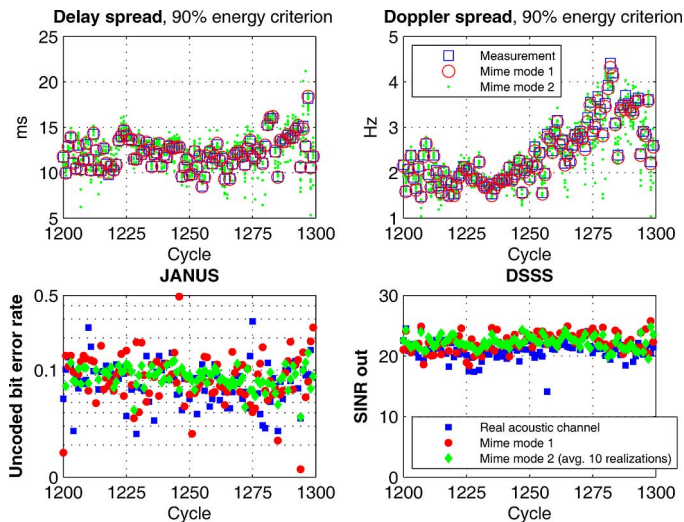 Delay spread, 90% energy criterion
25
20
15
10
5
ms
1200
1225
1250
1275
1300
Cycle
Doppler spread, 90% energy criterion
5
4
3
2
1
Hz
Measurement
Mime mode 1
Mime mode 2
1200
1225
1250
1275
1300
Cycle
JANUS
0.5
0.1
0
Uncoded bit error rate
1200
1225
1250
1275
1300
Cycle
DSSS
30
20
10
0
SINR out
Real acoustic channel
Mime mode 1
Mime mode 2 (avg. 10 realizations)
1200
1225
1250
1275
1300
Cycle